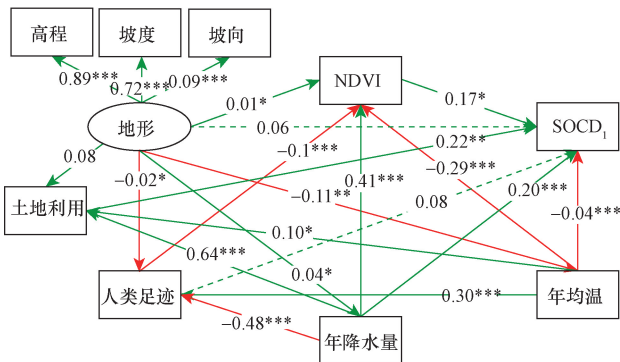 高程
坡度
坡向
0.89***
0.72***
0.09***
NDVI
0.01*
0.17*
地形
0.06
SOCD1
0.08
−0.02*
−0.1***
0.22**
−0.29***
−0.11**
0.41***
0.08
0.20***
−0.04***
土地利用
0.10*
0.64***
0.04*
人类足迹
0.30***
年均温
−0.48***
年降水量